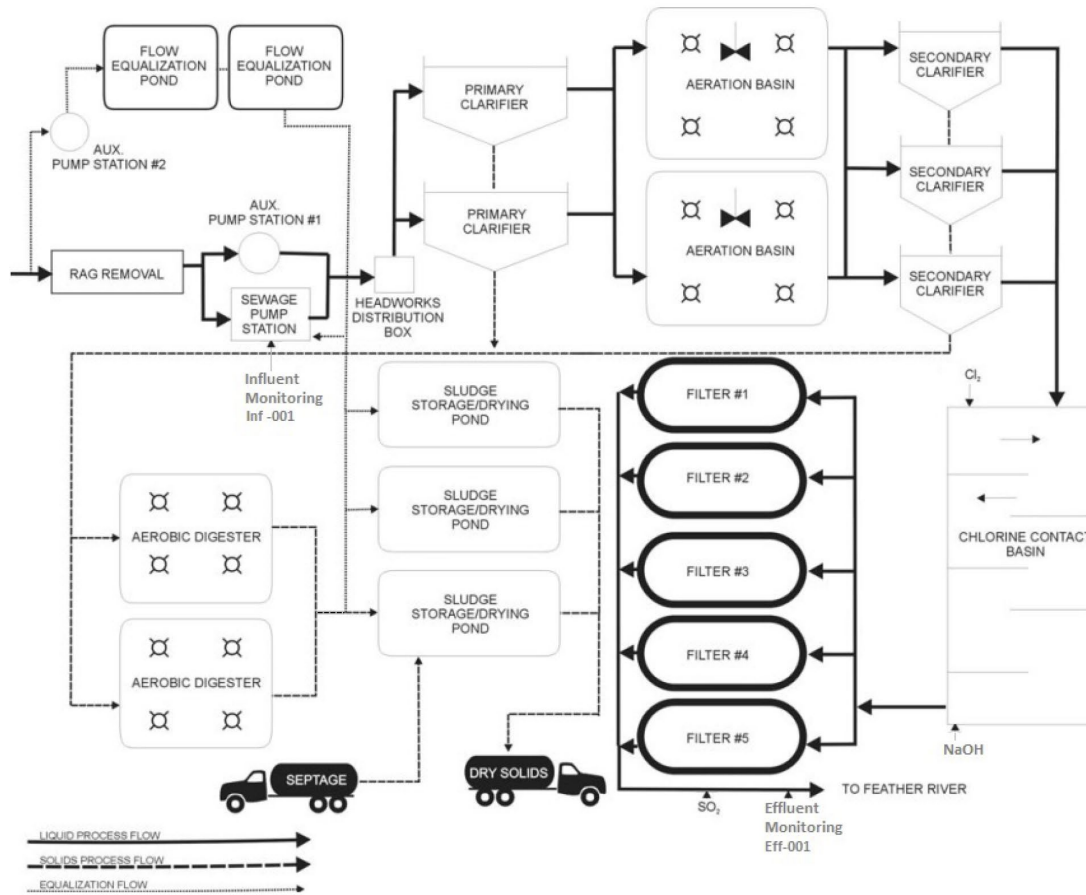 FLOW
EQUALIZATION
POND
FLOW
EQUALIZATION
POND
AUX.
PUMP STATION #2
PRIMARY
CLARIFIER
AERATION BASIN
SECONDARY
CLARIFIER
AUX.
PUMP STATION #1
PRIMARY
CLARIFIER
AERATION BASIN
SECONDARY
CLARIFIER
RAG REMOVAL
SEWAGE
PUMP
STATION
HEADWORKS
DISTRIBUTION
BOX
SECONDARY
CLARIFIER
Influent
Monitoring
Inf -001
SLUDGE
STORAGE/DRYING
POND
FILTER #1
Cl₂
SLUDGE
STORAGE/DRYING
POND
FILTER #2
AEROBIC DIGESTER
CHLORINE CONTACT
BASIN
FILTER #3
SLUDGE
STORAGE/DRYING
POND
FILTER #4
AEROBIC DIGESTER
FILTER #5
NaOH
SEPTAGE
DRY SOLIDS
TO FEATHER RIVER
SO₂
Effluent
Monitoring
Eff-001
LIQUID PROCESS FLOW
SOLIDS PROCESS FLOW
EQUALIZATION FLOW